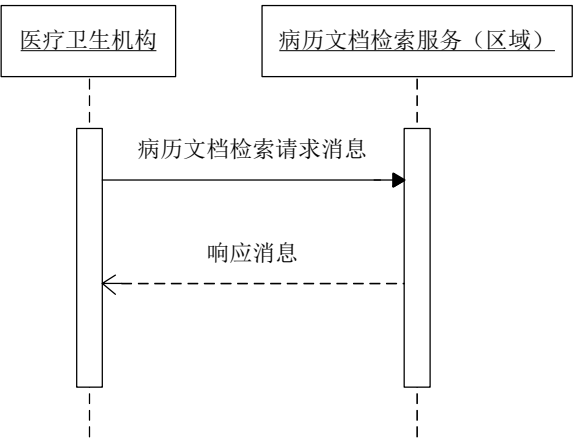 医疗卫生机构
病历文档检索服务（区域）
病历文档检索请求消息
响应消息